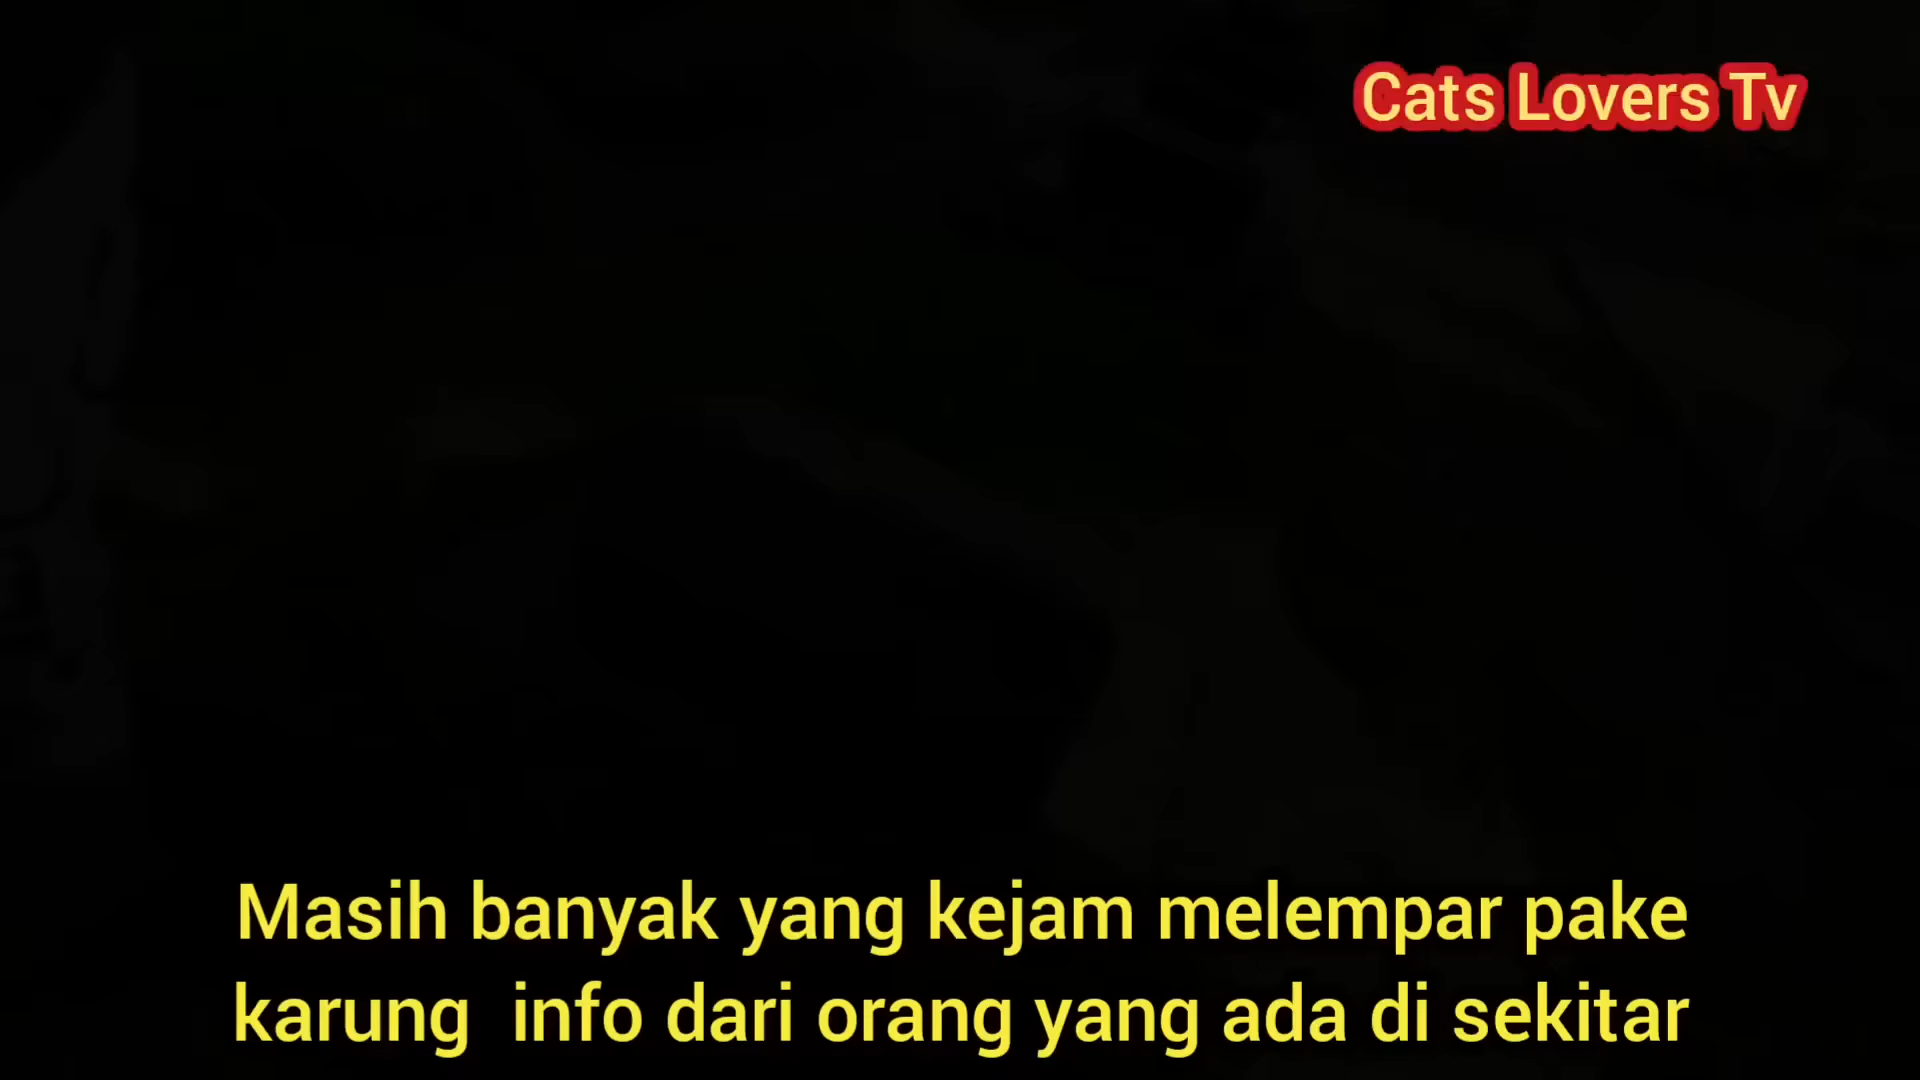 Cats Lovers Tv
Masih banyak yang kejam melempar pake
karung  info dari orang yang ada di sekitar